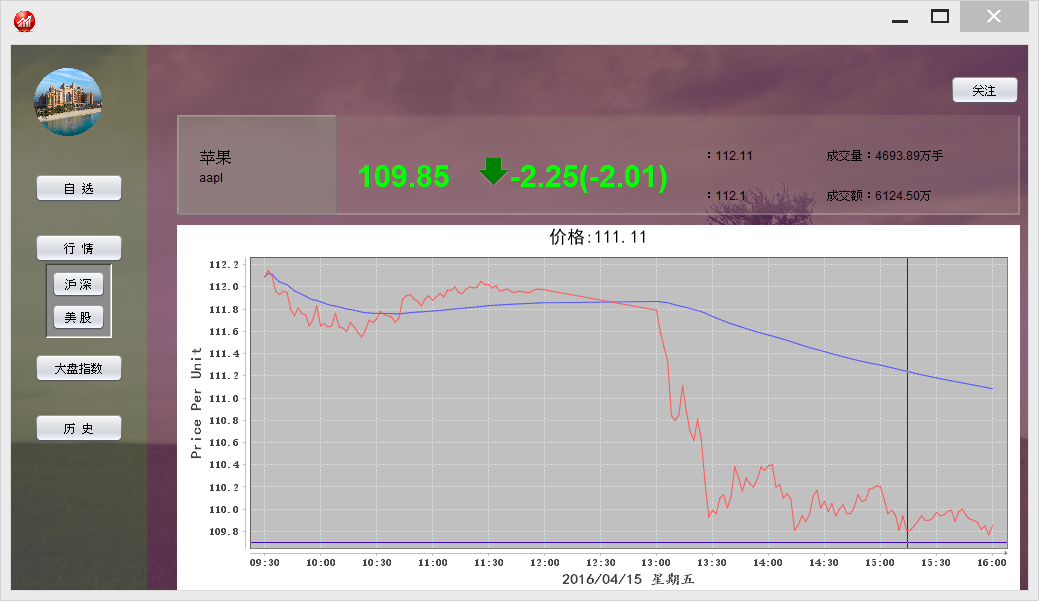 关注
自 选
行 情
沪 深
美 股
大盘指数
历 史
苹果
aapl
109.85
-2.25(-2.01)
: 112.11
成交量：4693.89万手
: 112.1
成交额：6124.50万
价格:111.11
Price Per Unit
112.2
112.0
111.8
111.6
111.4
111.2
111.0
110.8
110.6
110.4
110.2
110.0
109.8
09:30 10:00 10:30 11:00 11:30 12:00 12:30 13:00 13:30 14:00 14:30 15:00 15:30 16:00
2016/04/15 星期五